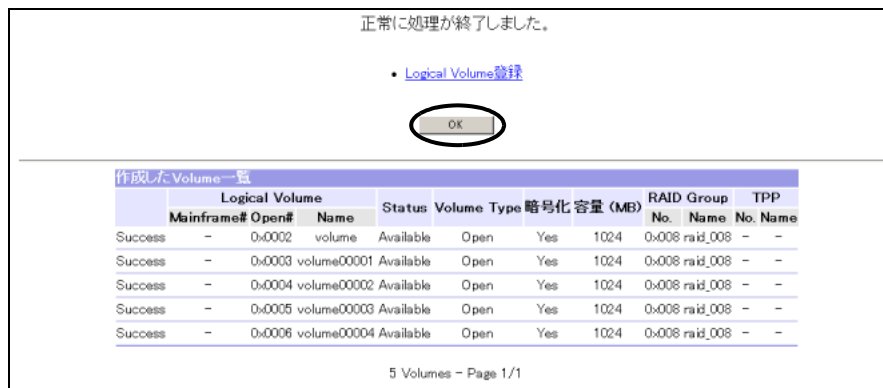 正常に処理が終了しました。
• Logical Volume登録
OK
作成したVolume一覧
Logical Volume Status Volume Type 暗号化 容量 (MB) RAID Group TPP
Mainframe# Open# Name No. Name No. Name
Success - 0x0002 volume Available Open Yes 1024 0x008 raid_008 - -
Success - 0x0003 volume00001 Available Open Yes 1024 0x008 raid_008 - -
Success - 0x0004 volume00002 Available Open Yes 1024 0x008 raid_008 - -
Success - 0x0005 volume00003 Available Open Yes 1024 0x008 raid_008 - -
Success - 0x0006 volume00004 Available Open Yes 1024 0x008 raid_008 - -
5 Volumes - Page 1/1